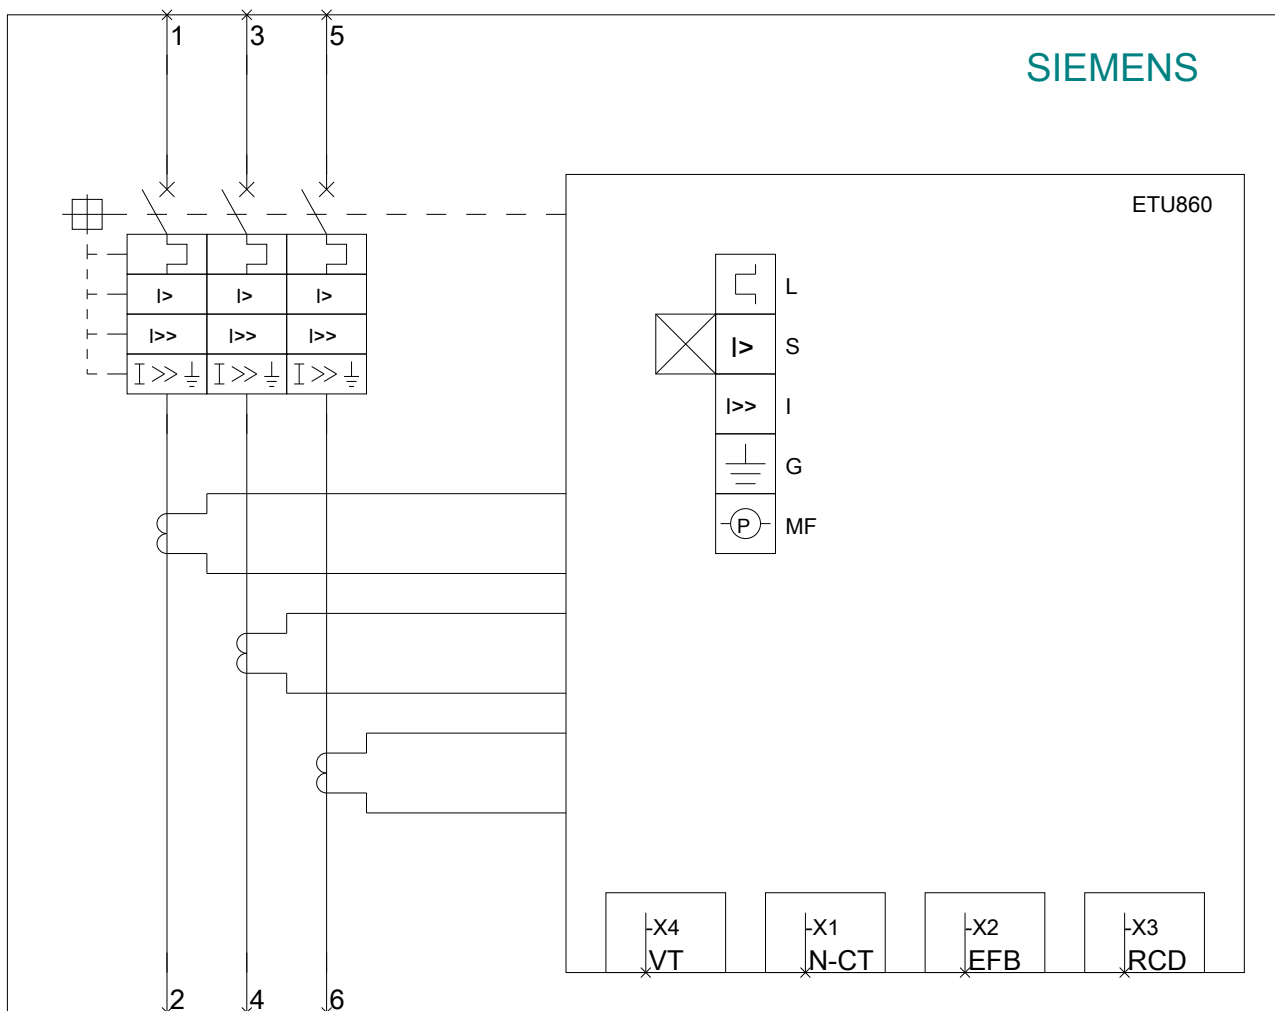 1 3 5
SIEMENS
ETU860
I> I> I>
I>> I>> I>>
I >> I >> I >>
L
I> S
I>> I
G
P MF
-X4 -X1 -X2 -X3
VT N-CT EFB RCD
2 4 6